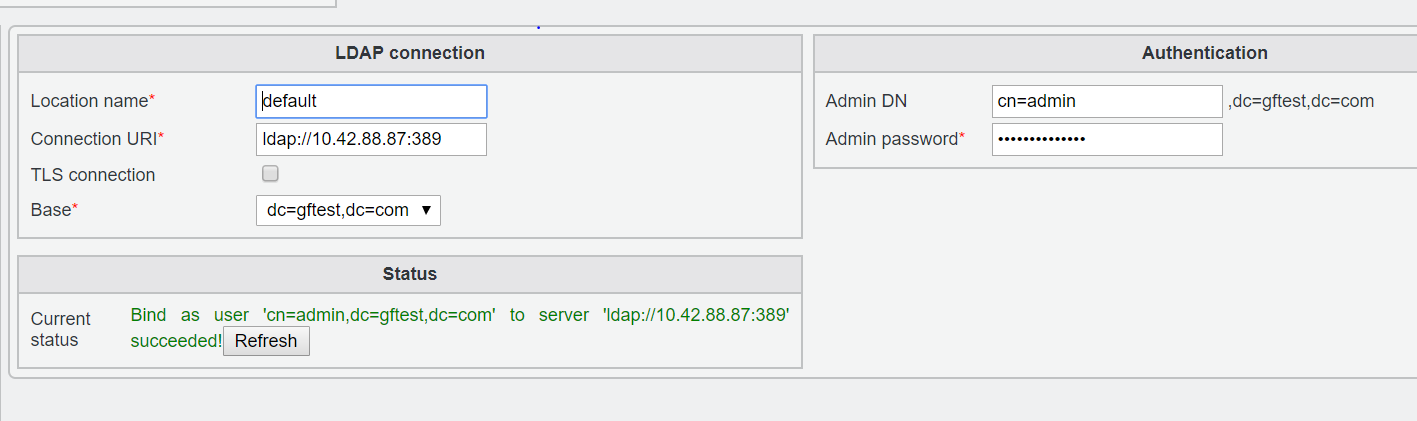 LDAP connection
Location name*
default
Connection URI*
ldap://10.42.88.87:389
TLS connection
Base*
dc=gftest,dc=com
Authentication
Admin DN
cn=admin
,dc=gftest,dc=com
Admin password*
••••••••••••••
Status
Current
status
Bind as user 'cn=admin,dc=gftest,dc=com' to server 'ldap://10.42.88.87:389'
succeeded!
Refresh